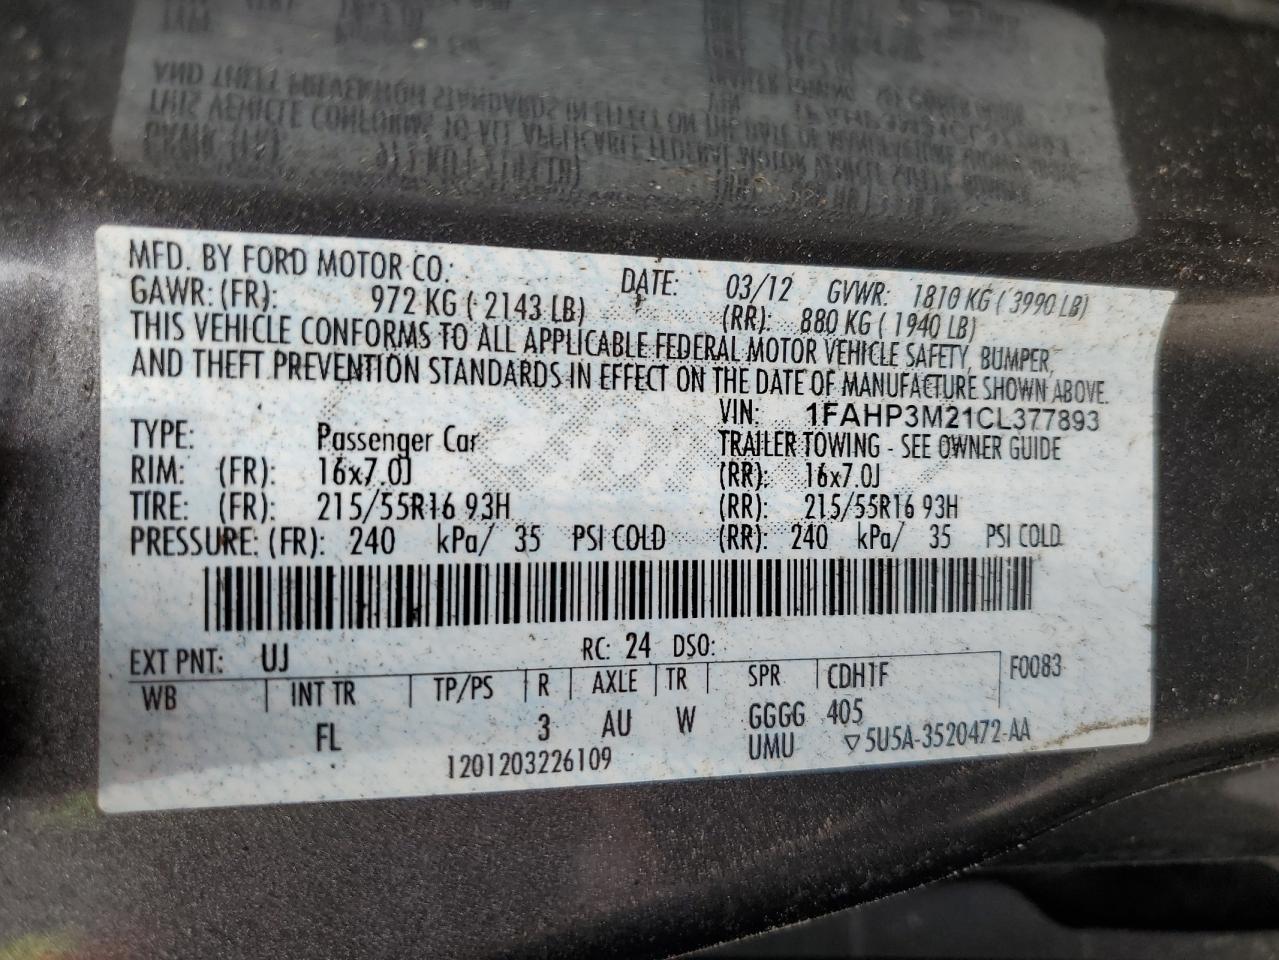 MFD. BY FORD MOTOR CO.
DATE: 03/12 GVWR: 1810 KG ( 3990 LB)
GAWR: (FR): 972 KG ( 2143 LB) (RR): 880 KG ( 1940 LB)
THIS VEHICLE CONFORMS TO ALL APPLICABLE FEDERAL MOTOR VEHICLE SAFETY, BUMPER,
AND THEFT PREVENTION STANDARDS IN EFFECT ON THE DATE OF MANUFACTURE SHOWN ABOVE.
VIN: 1FAHP3M21CL377893
TYPE: Passenger Car TRAILER TOWING - SEE OWNER GUIDE
RIM: (FR): 16x7.0J (RR): 16x7.0J
TIRE: (FR): 215/55R16 93H (RR): 215/55R16 93H
PRESSURE: (FR): 240 kPa/ 35 PSI COLD (RR): 240 kPa/ 35 PSI COLD
EXT PNT: UJ RC: 24 DSO:
WB INT TR TP/PS R AXLE TR SPR CDH1F F0083
FL 3 AU W GGGG 405
UMU ▽5U5A-3520472-AA
1201203226109